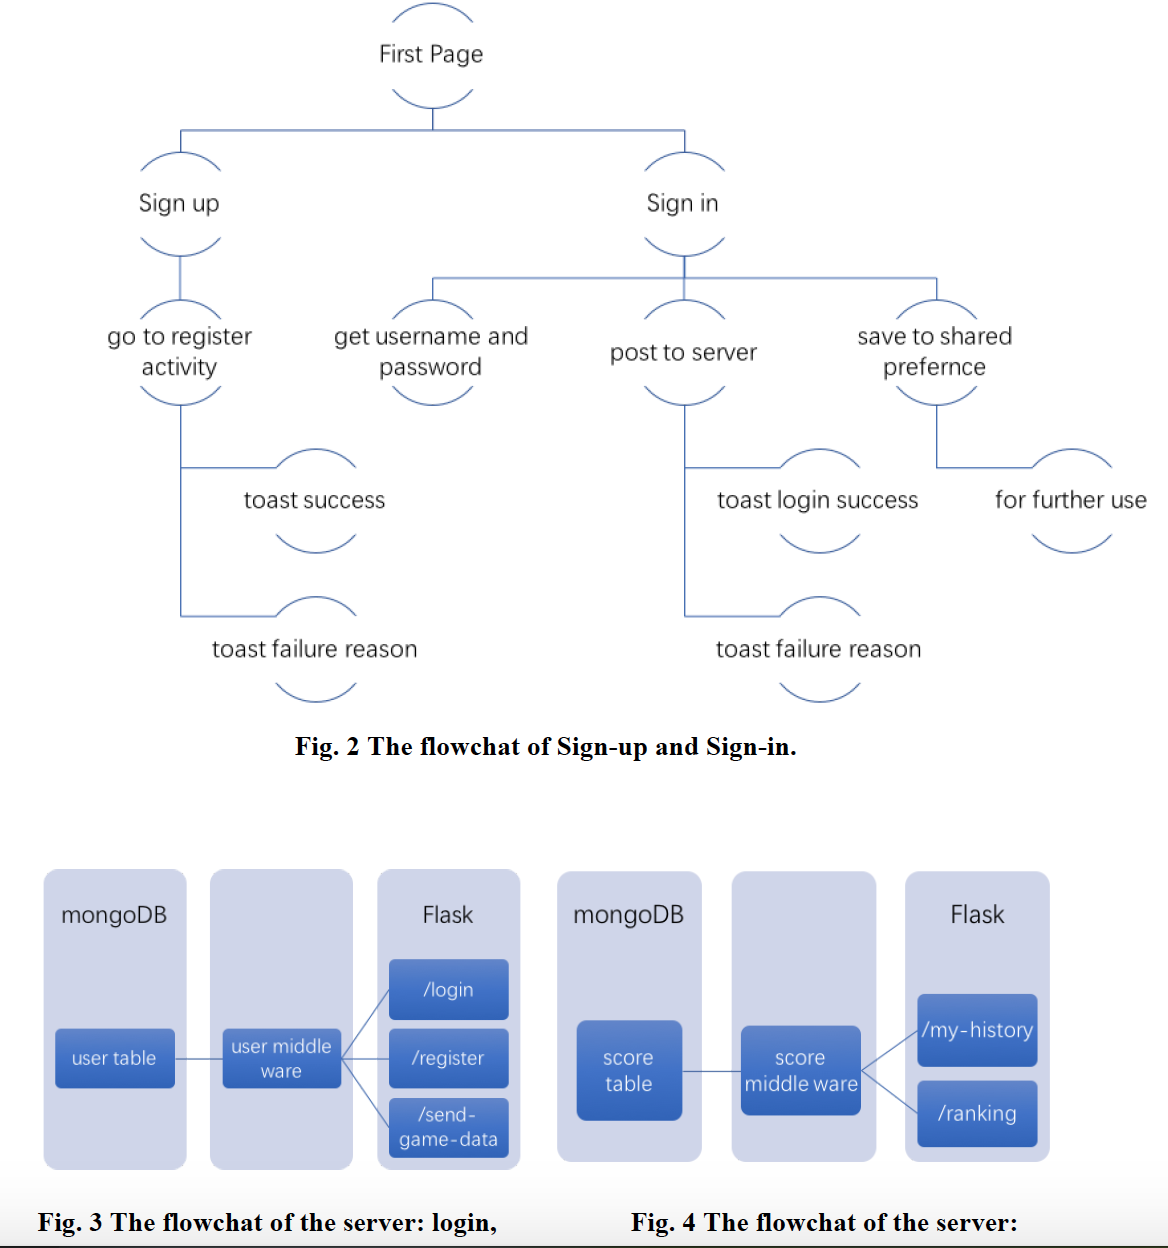 First Page
Sign up
Sign in
go to register
activity
get username and
password
post to server
save to shared
prefernce
toast success
toast login success
for further use
toast failure reason
toast failure reason
Fig. 2 The flowchat of Sign-up and Sign-in.
mongoDB
Flask
/login
user table
user middle
ware
/register
/send-
game-data
mongoDB
Flask
/my-history
score
table
score
middle ware
/ranking
Fig. 3 The flowchat of the server: login,
Fig. 4 The flowchat of the server: